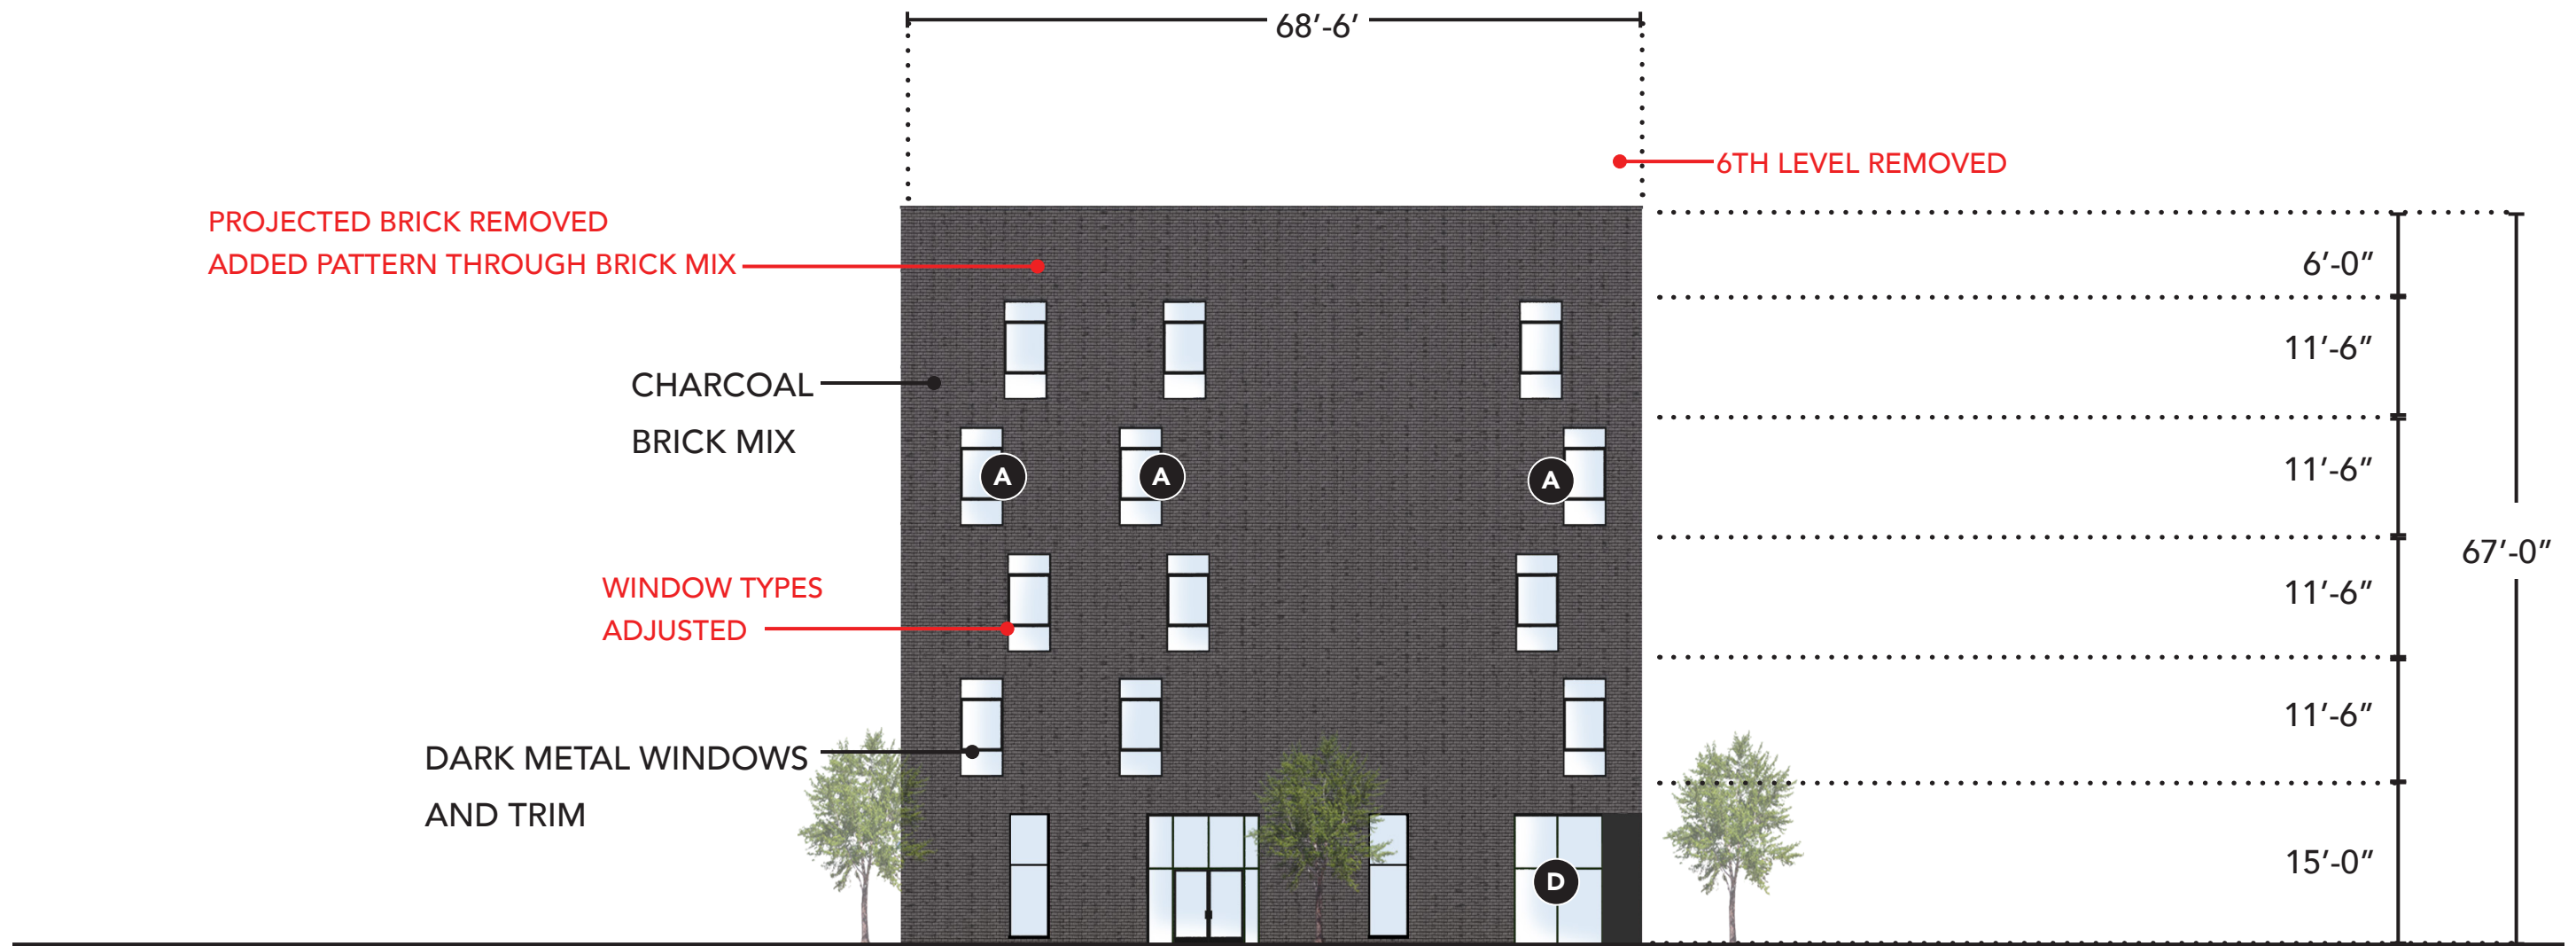 68'-6'
6TH LEVEL REMOVED
PROJECTED BRICK REMOVED
ADDED PATTERN THROUGH BRICK MIX
6'-0"
11'-6"
CHARCOAL
BRICK MIX
A
A
A
11'-6"
67'-0"
WINDOW TYPES
ADJUSTED
11'-6"
11'-6"
DARK METAL WINDOWS
AND TRIM
15'-0"
D